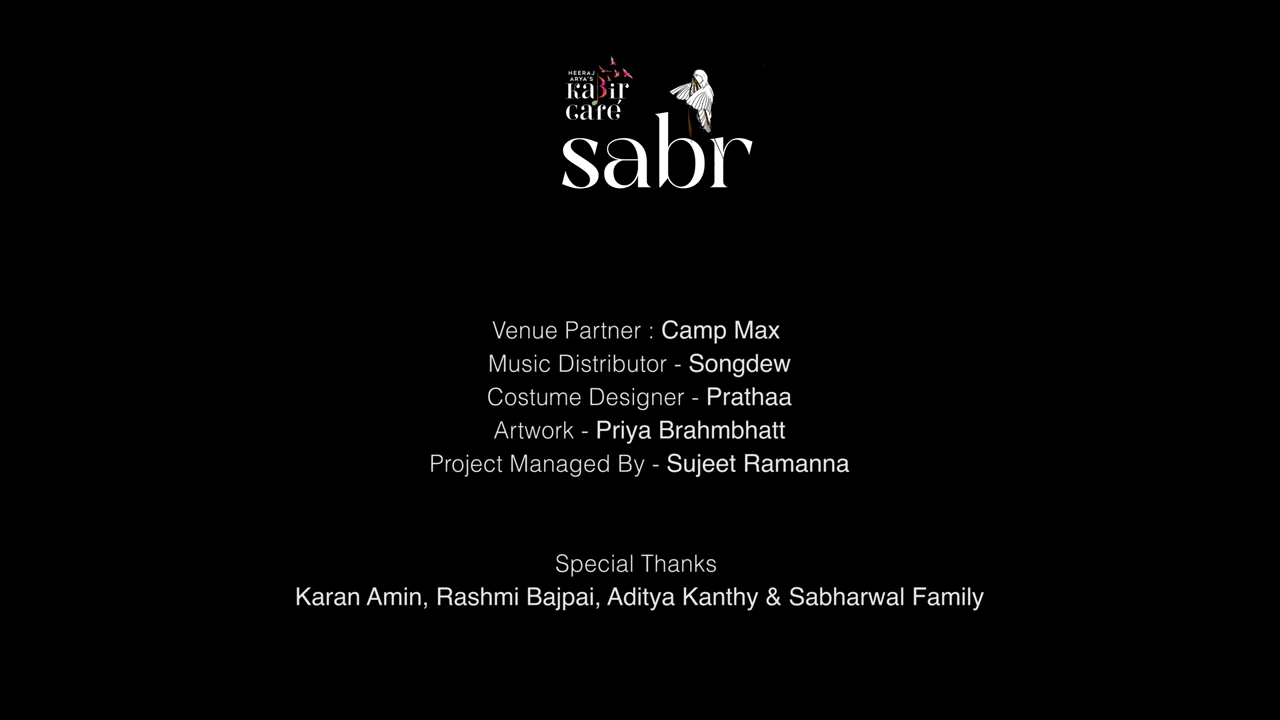 NEERAJ
ARYA'S
KaBir
Café
sabr
Venue Partner : Camp Max
Music Distributor - Songdew
Costume Designer - Prathaa
Artwork - Priya Brahmbhatt
Project Managed By - Sujeet Ramanna
Special Thanks
Karan Amin, Rashmi Bajpai, Aditya Kanthy & Sabharwal Family